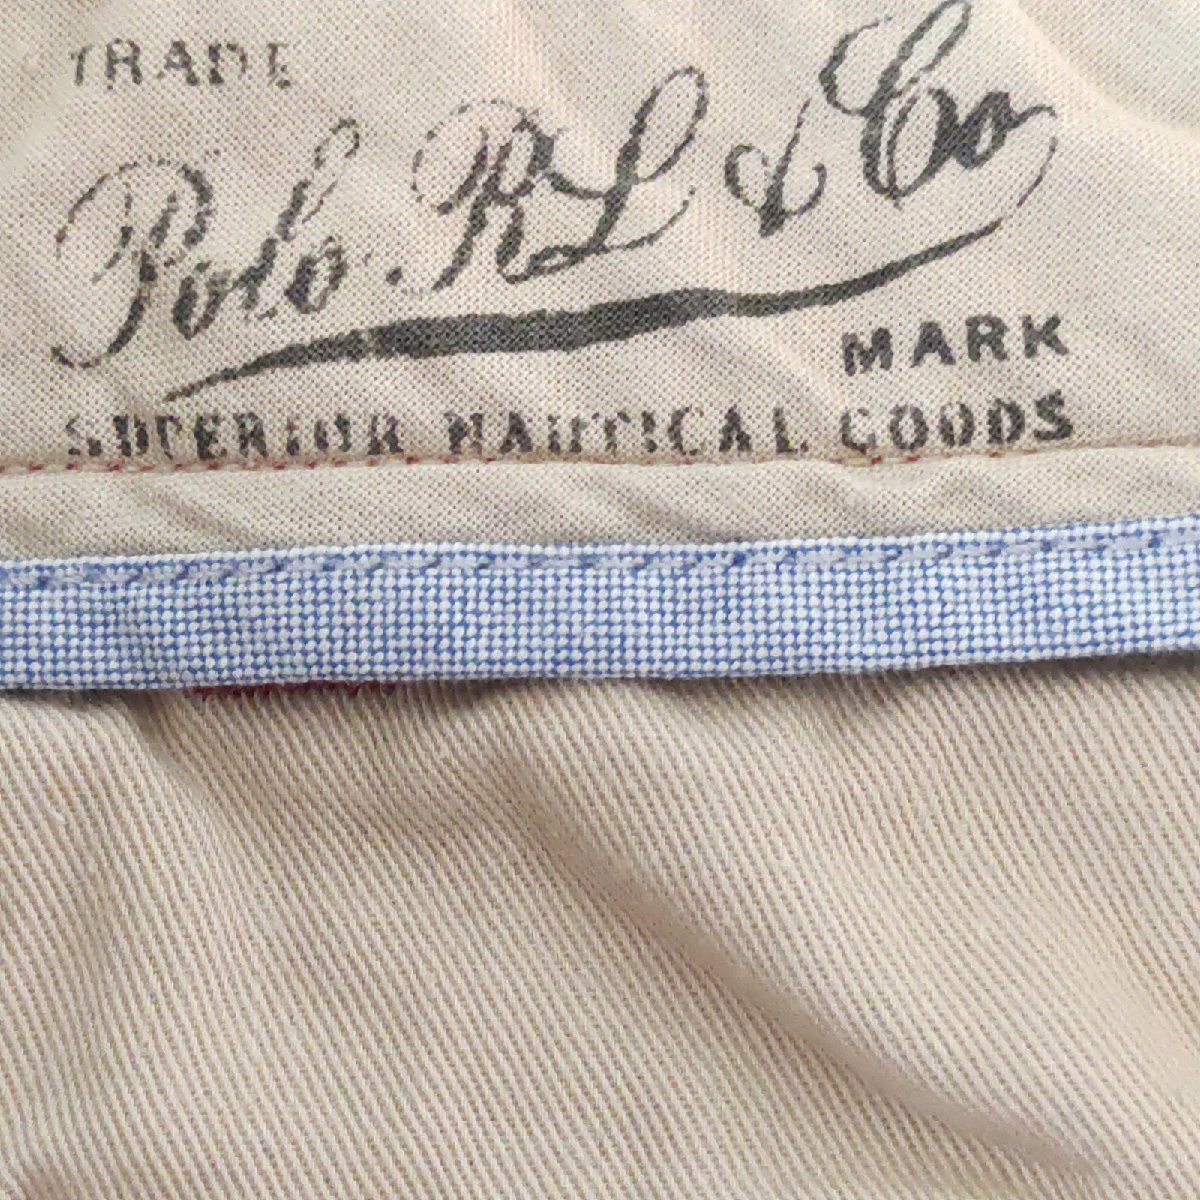 TRADE
Polo. RL & Co
MARK
SUPERIOR NAUTICAL GOODS